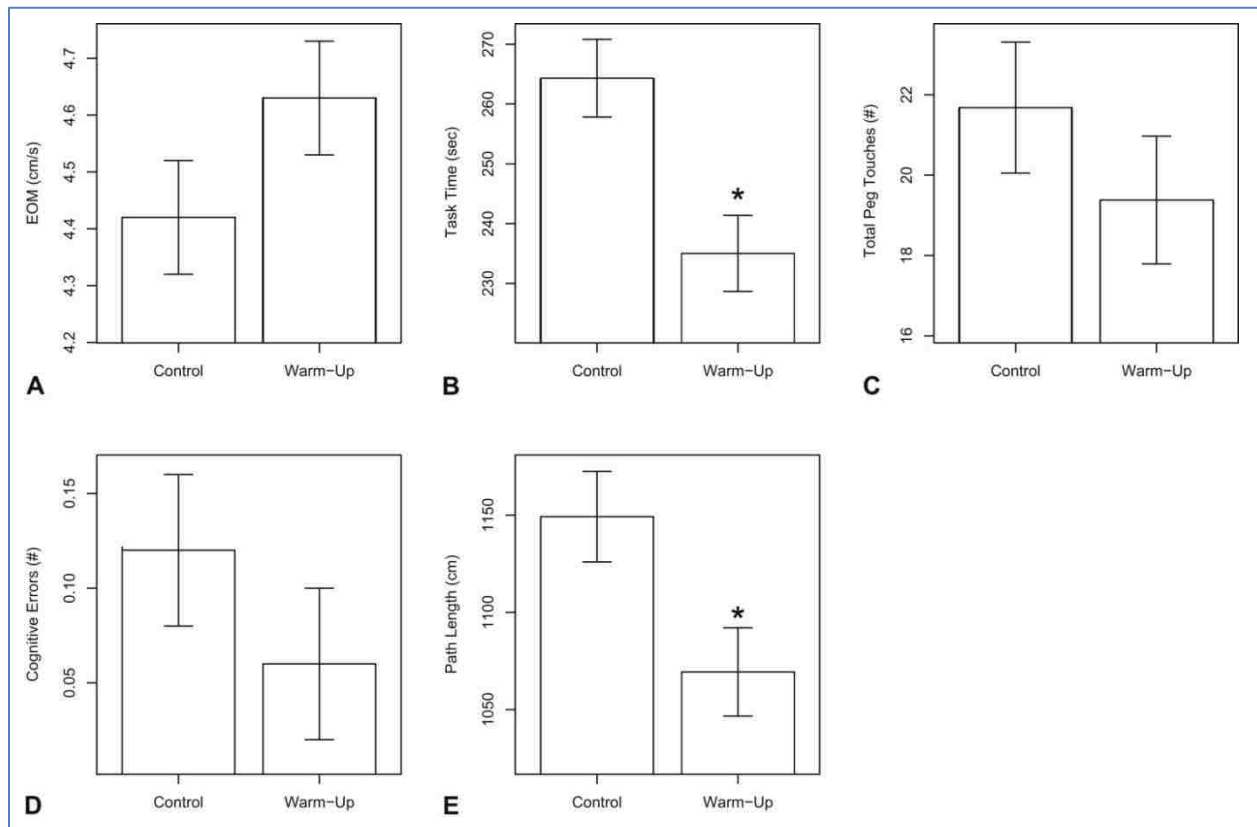 EOM (cm/s)
4.7
4.6
4.5
4.4
4.3
4.2
Control
Warm-Up
A
Task Time (sec)
270
260
250
240
230
*
Control
Warm-Up
B
Total Peg Touches (#)
22
20
18
16
Control
Warm-Up
C
Cognitive Errors (#)
0.15
0.10
0.05
Control
Warm-Up
D
Path Length (cm)
1150
1100
1050
*
Control
Warm-Up
E